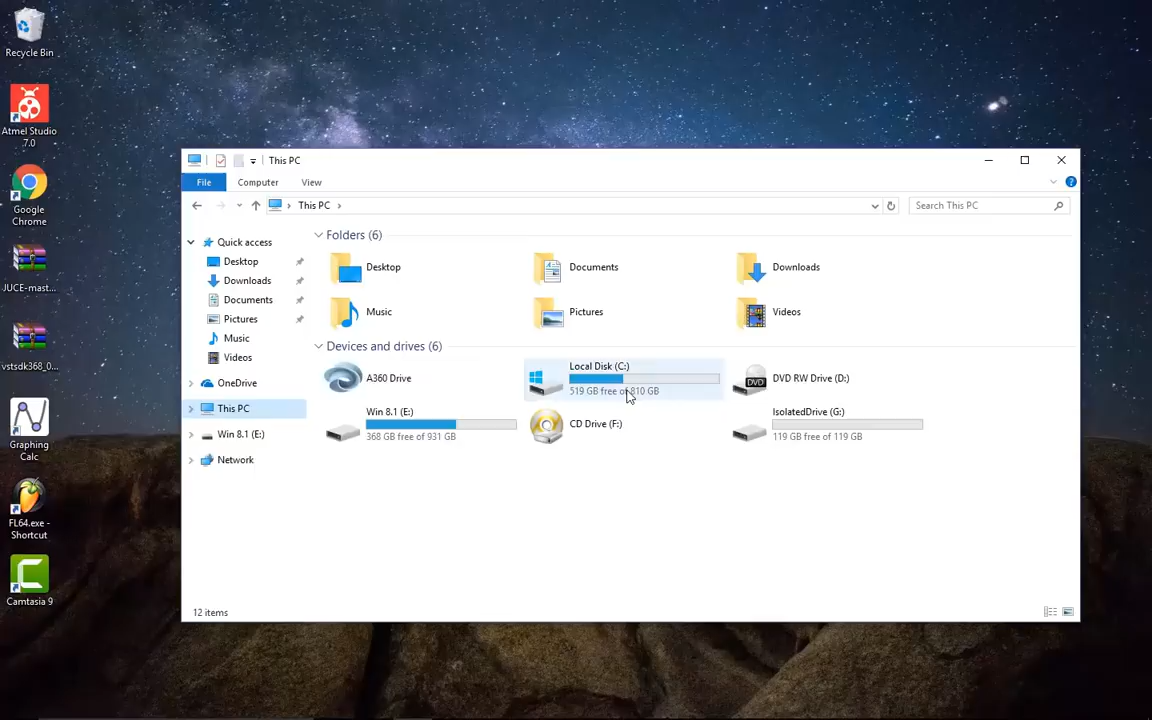 Recycle Bin
Atmel Studio
7.0
Google
Chrome
JUCE-mast...
vstsdk368_0...
Graphing
Calc
FL64.exe -
Shortcut
Camtasia 9
This PC
File
Computer
View
This PC
Search This PC
Quick access
Desktop
Downloads
Documents
Pictures
Music
Videos
OneDrive
This PC
Win 8.1 (E:)
Network
Folders (6)
Desktop
Documents
Downloads
Music
Pictures
Videos
Devices and drives (6)
A360 Drive
Local Disk (C:)
519 GB free of 810 GB
DVD
DVD RW Drive (D:)
Win 8.1 (E:)
368 GB free of 931 GB
CD Drive (F:)
IsolatedDrive (G:)
119 GB free of 119 GB
12 items